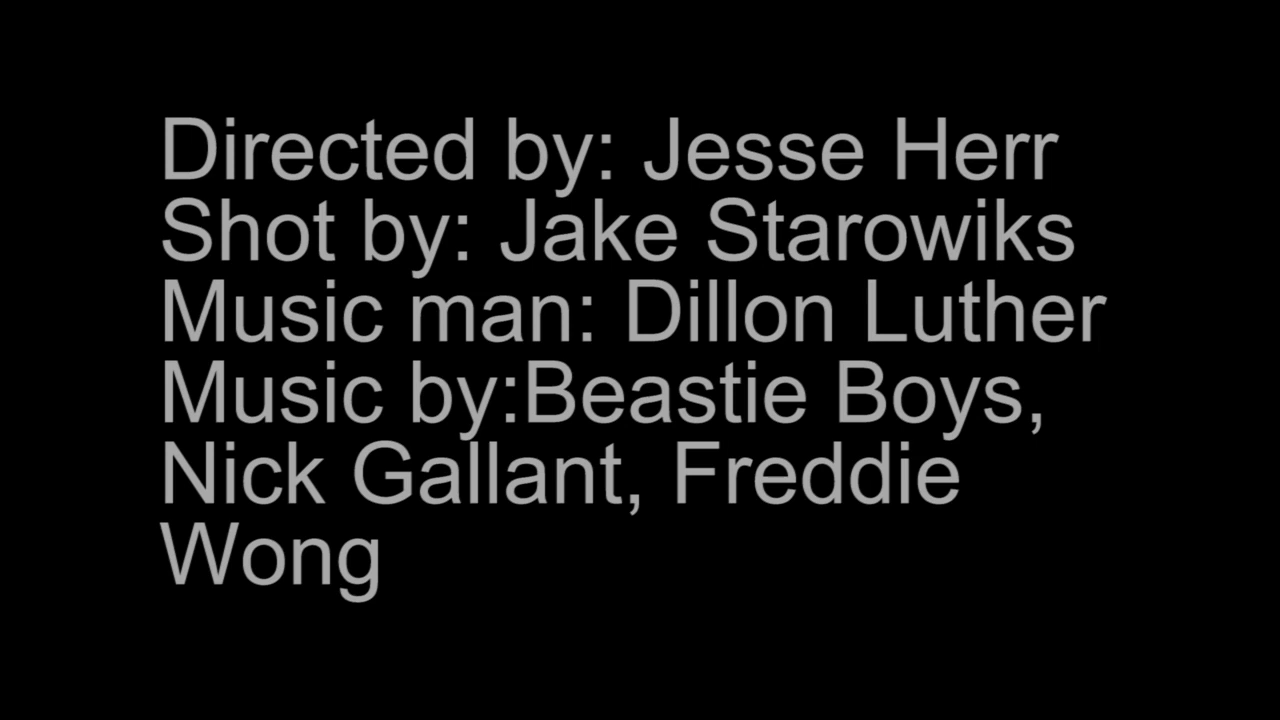 Directed by: Jesse Herr
Shot by: Jake Starowiks
Music man: Dillon Luther
Music by:Beastie Boys,
Nick Gallant, Freddie
Wong